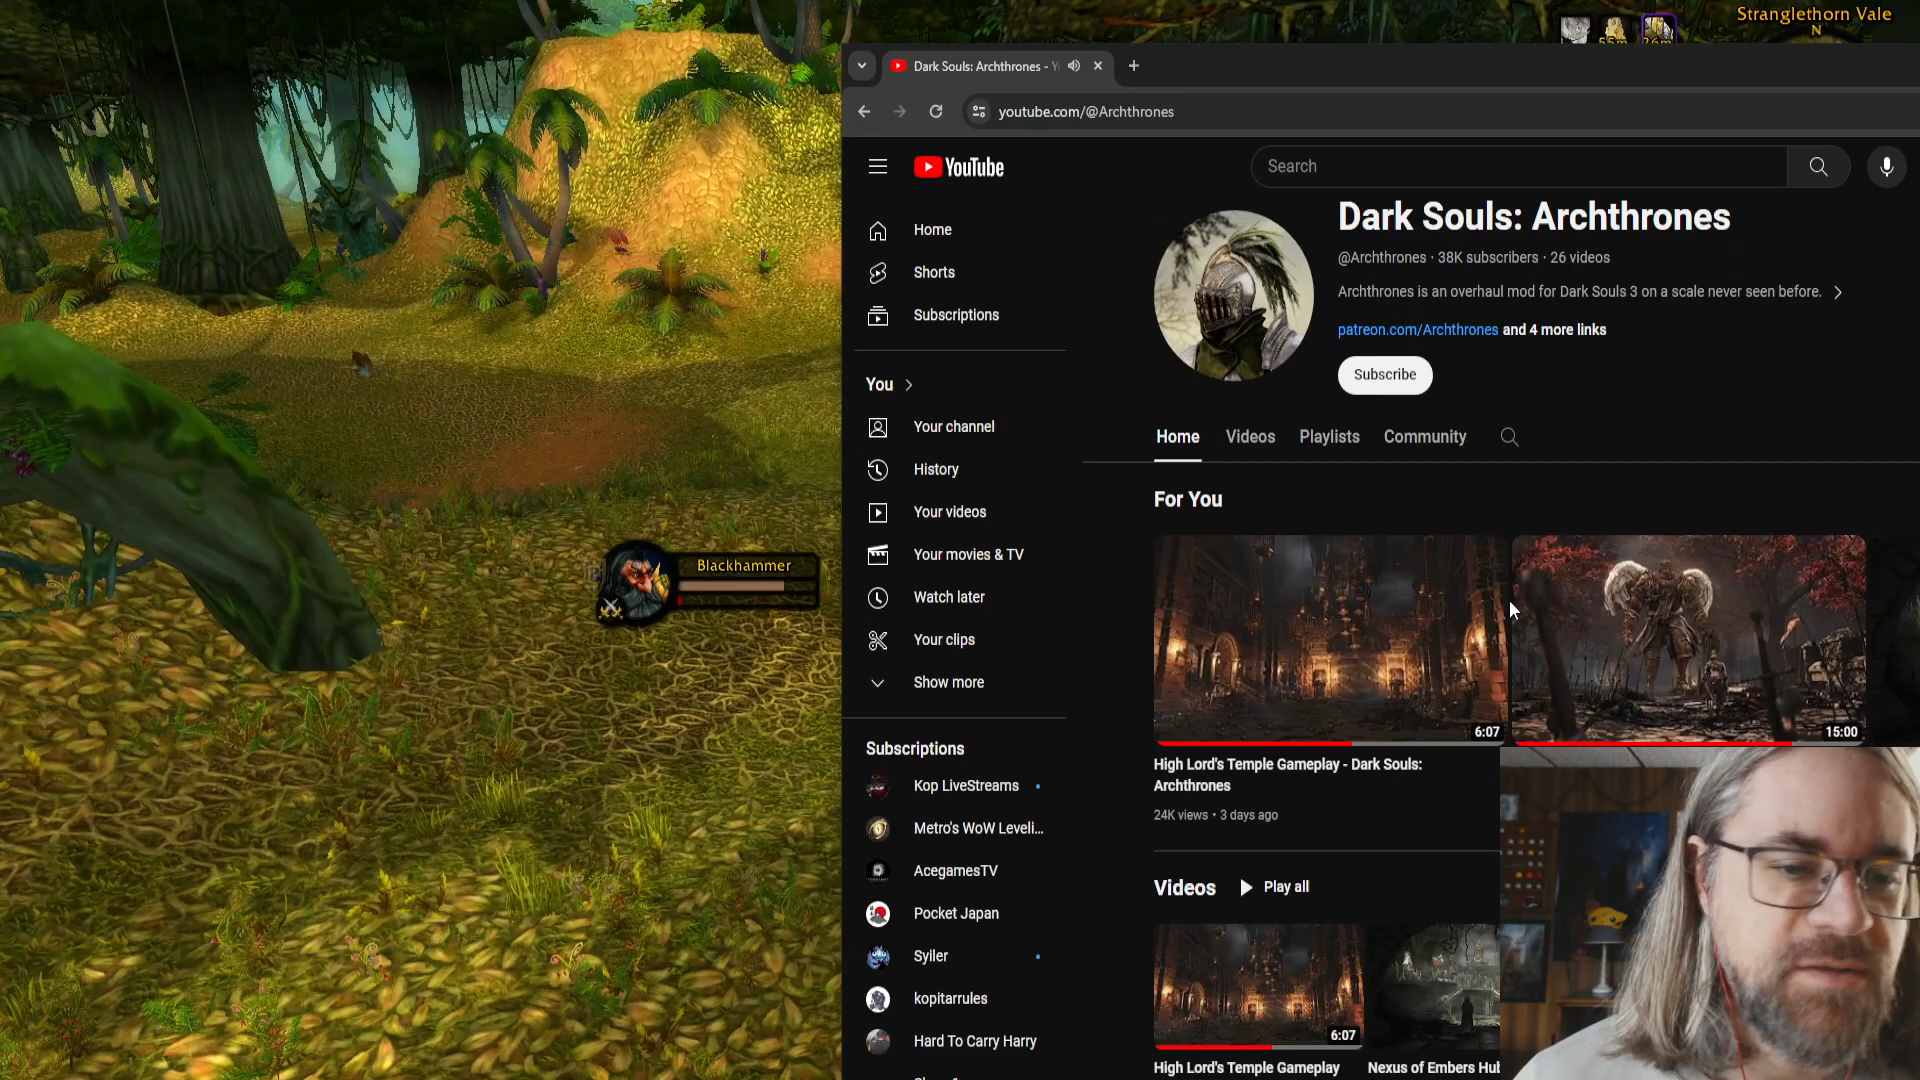 Stranglethorn Vale
N
55m
26m
Dark Souls: Archthrones - Y
youtube.com/@Archthrones
YouTube
Search
Home
Shorts
Subscriptions
You
Your channel
History
Your videos
Your movies & TV
Watch later
Your clips
Show more
Subscriptions
Kop LiveStreams
Metro's WoW Leveli...
AcegamesTV
Pocket Japan
Syiler
kopitarrules
Hard To Carry Harry
Dark Souls: Archthrones
@Archthrones · 38K subscribers · 26 videos
Archthrones is an overhaul mod for Dark Souls 3 on a scale never seen before.
patreon.com/Archthrones and 4 more links
Subscribe
Home Videos Playlists Community
For You
6:07
15:00
High Lord's Temple Gameplay - Dark Souls:
Archthrones
24K views • 3 days ago
Videos Play all
6:07
High Lord's Temple Gameplay
Nexus of Embers Hub
Blackhammer